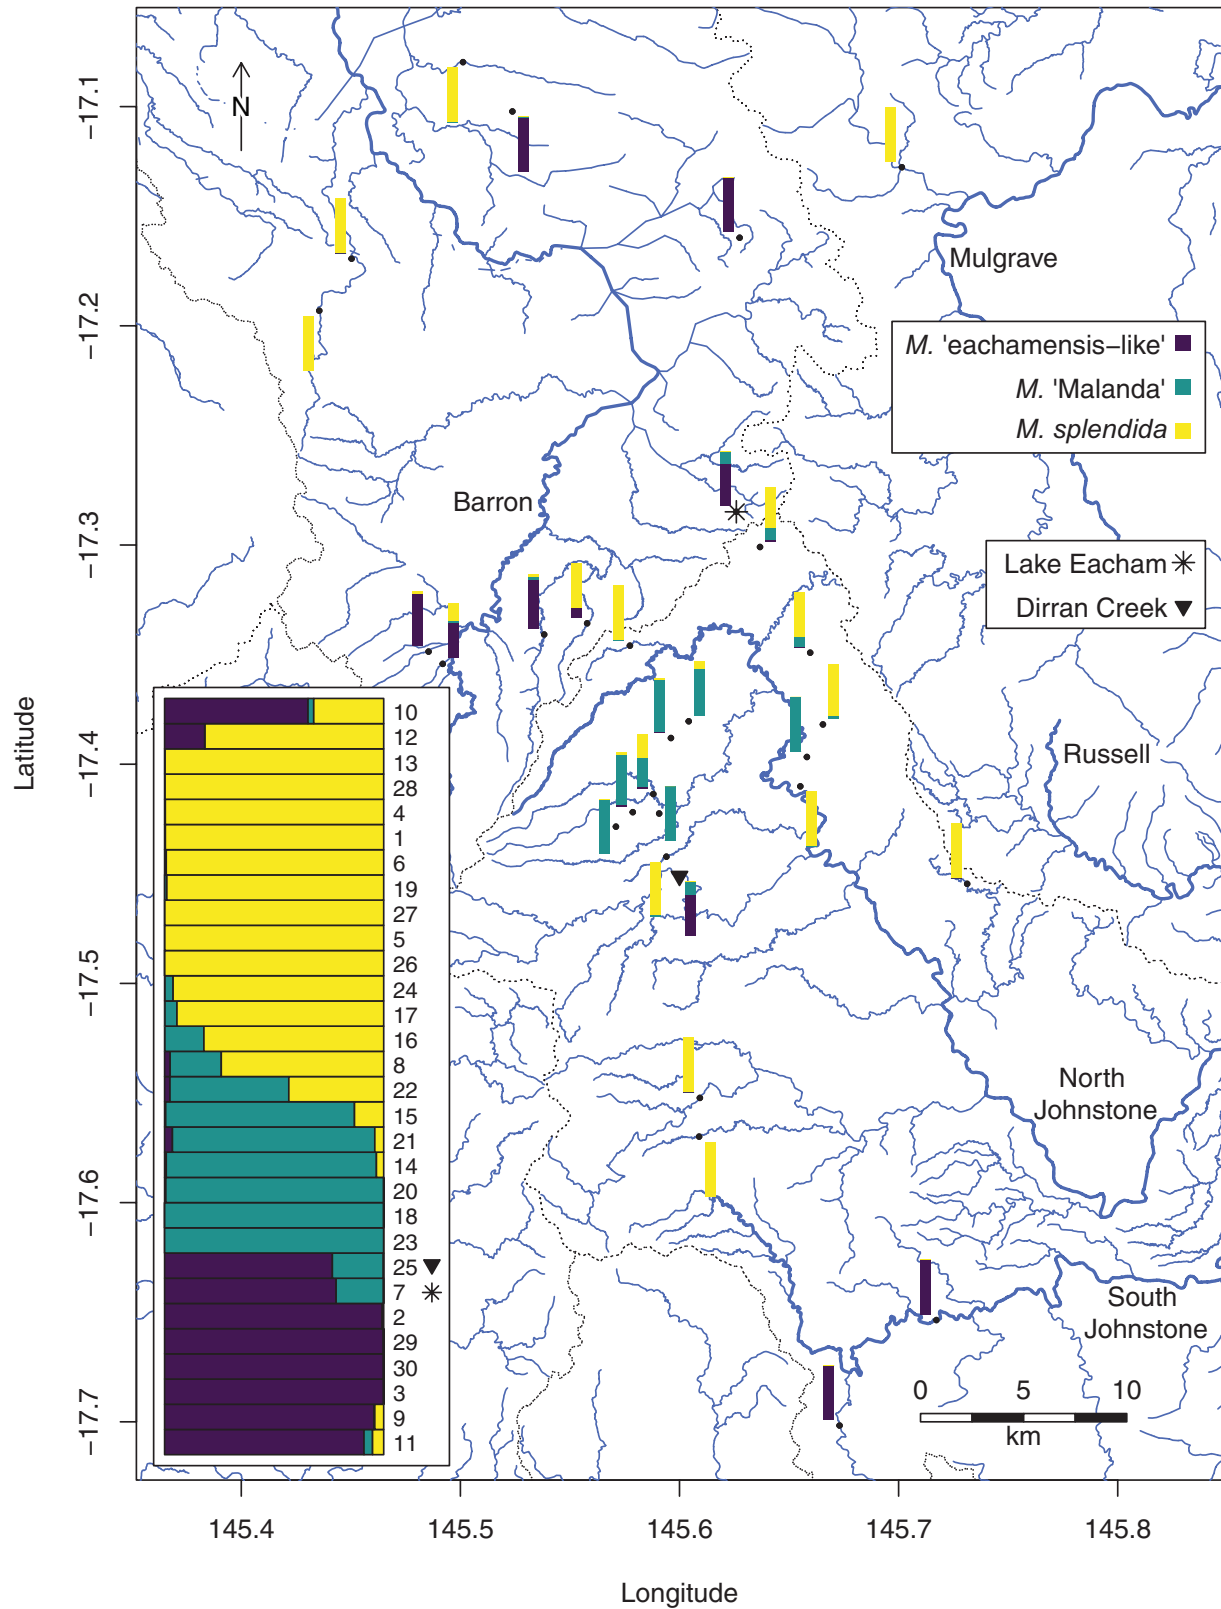 N
Mulgrave
M. 'eachamensis–like'
M. 'Malanda'
M. splendida
Barron
Lake Eacham
Dirran Creek
Russell
North
Johnstone
South
Johnstone
0 5 10
km
10
12
13
28
4
1
6
19
27
5
26
24
17
16
8
22
15
21
14
20
18
23
25
7
2
29
30
3
9
11
Latitude
−17.1
−17.2
−17.3
−17.4
−17.5
−17.6
−17.7
145.4 145.5 145.6 145.7 145.8
Longitude